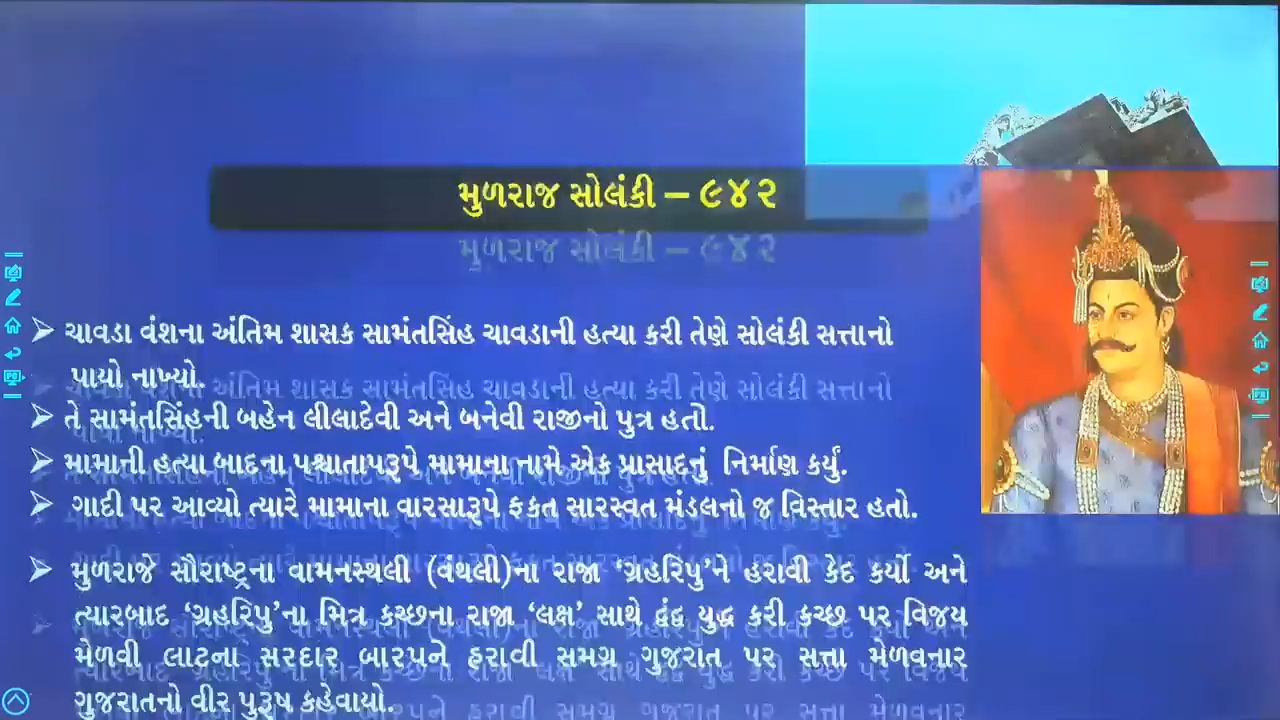 મુળરાજ સોલંકી – ૯૪૨
➤ ચાવડા વંશના અંતિમ શાસક સામંતસિંહ ચાવડાની હત્યા કરી તેણે સોલંકી સત્તાનો
પાયો નાખ્યો.
➤ તે સામંતસિંહની બહેન લીલાદેવી અને બનેવી રાજીનો પુત્ર હતો.
➤ મામાની હત્યા બાદના પશ્ચાતાપરૂપે મામાના નામે એક પ્રાસાદનું નિર્માણ કર્યું.
➤ ગાદી પર આવ્યો ત્યારે મામાના વારસારૂપે ફકત સારસ્વત મંડલનો જ વિસ્તાર હતો.
➤ મુળરાજે સૌરાષ્ટ્રના વામનસ્થલી (વંથલી)ના રાજા ‘ગ્રહરિપુ’ને હરાવી કેદ કર્યો અને
ત્યારબાદ ‘ગ્રહરિપુ’ના મિત્ર કચ્છના રાજા ‘લક્ષ’ સાથે દ્વંદ્વ યુદ્ધ કરી કચ્છ પર વિજય
મેળવી લાટના સરદાર બારપને હરાવી સમગ્ર ગુજરાત પર સત્તા મેળવનાર
ગુજરાતનો વીર પુરૂષ કહેવાયો.